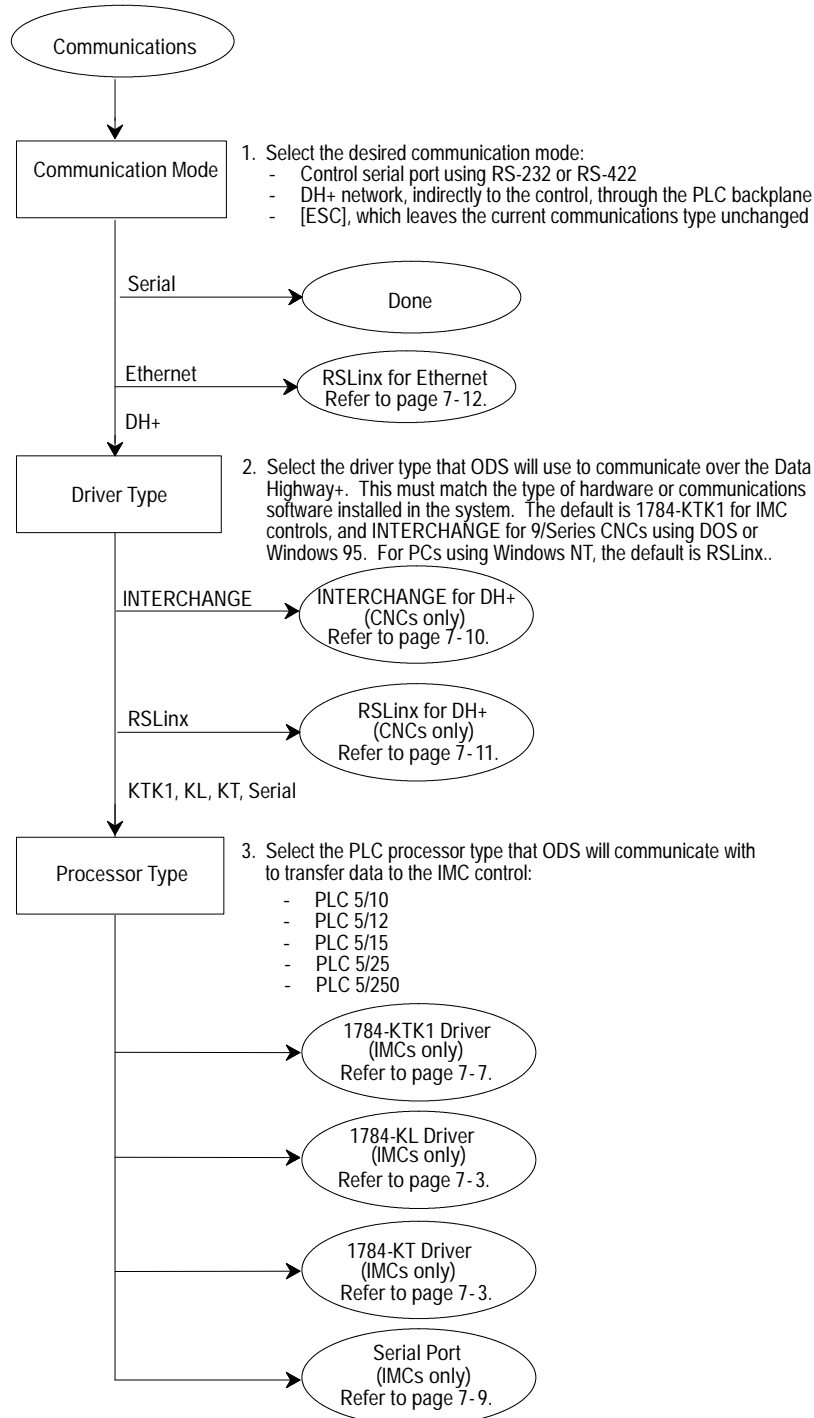 Communications
Communication Mode
1. Select the desired communication mode:
- Control serial port using RS-232 or RS-422
- DH+ network, indirectly to the control, through the PLC backplane
- [ESC], which leaves the current communications type unchanged
Serial
Done
Ethernet
RSLinx for Ethernet
Refer to page 7-12.
DH+
Driver Type
2. Select the driver type that ODS will use to communicate over the Data
Highway+. This must match the type of hardware or communications
software installed in the system. The default is 1784-KTK1 for IMC
controls, and INTERCHANGE for 9/Series CNCs using DOS or
Windows 95. For PCs using Windows NT, the default is RSLinx..
INTERCHANGE
INTERCHANGE for DH+
(CNCs only)
Refer to page 7-10.
RSLinx
RSLinx for DH+
(CNCs only)
Refer to page 7-11.
KTK1, KL, KT, Serial
Processor Type
3. Select the PLC processor type that ODS will communicate with
to transfer data to the IMC control:
- PLC 5/10
- PLC 5/12
- PLC 5/15
- PLC 5/25
- PLC 5/250
1784-KTK1 Driver
(IMCs only)
Refer to page 7-7.
1784-KL Driver
(IMCs only)
Refer to page 7-3.
1784-KT Driver
(IMCs only)
Refer to page 7-3.
Serial Port
(IMCs only)
Refer to page 7-9.